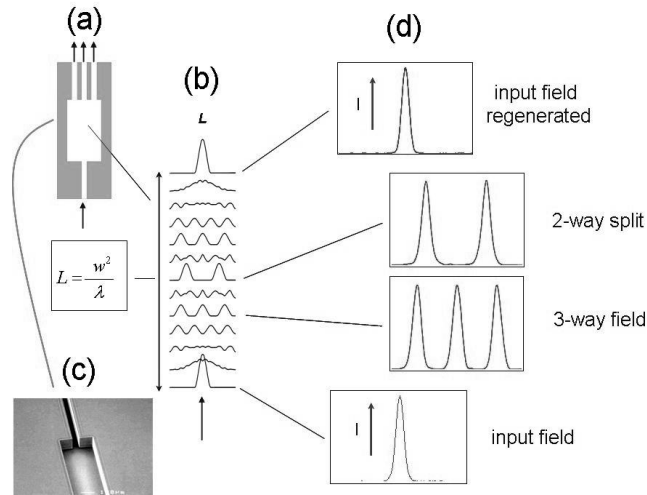 (a)
(d)
(b)
L
I
input field
regenerated
2-way split
L = w²/λ
3-way field
(c)
I
input field